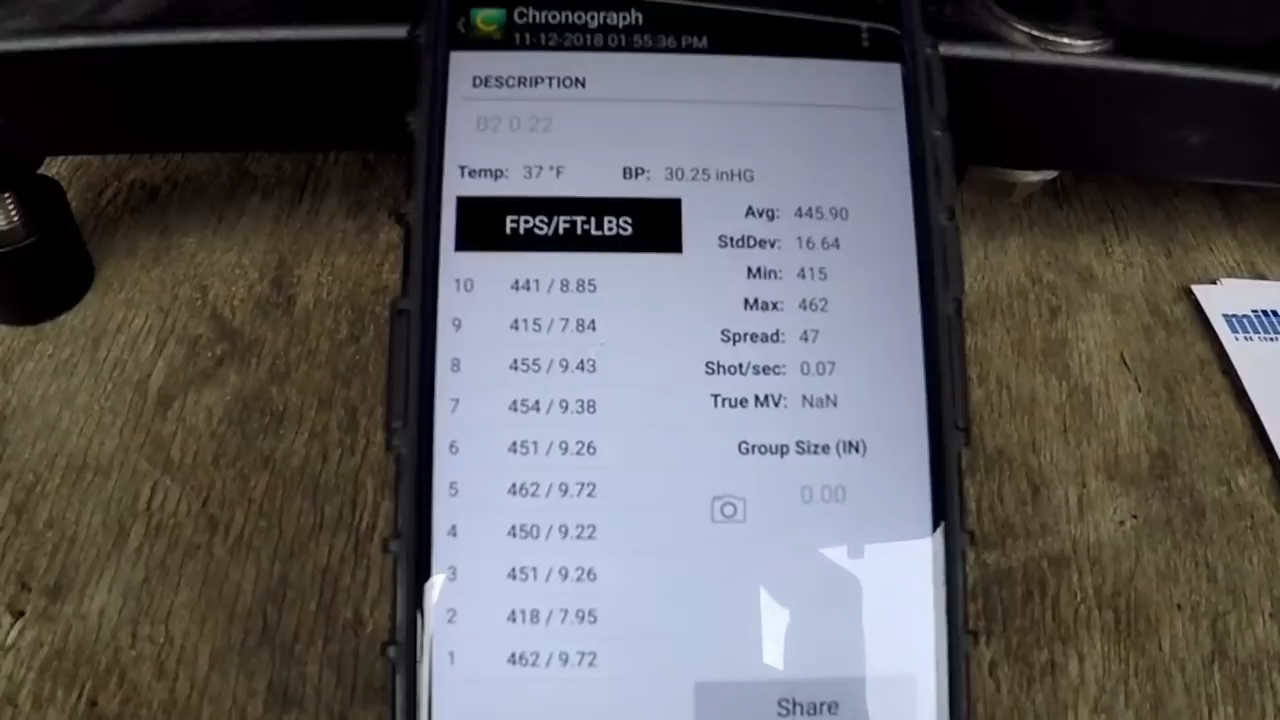 Chronograph
11-12-2018 01:55:36 PM
DESCRIPTION
B2 0 22
Temp: 37 °F BP: 30.25 inHG
FPS/FT-LBS
10 441 / 8.85
9 415 / 7.84
8 455 / 9.43
7 454 / 9.38
6 451 / 9.26
5 462 / 9.72
4 450 / 9.22
3 451 / 9.26
2 418 / 7.95
1 462 / 9.72
Avg: 445.90
StdDev: 16.64
Min: 415
Max: 462
Spread: 47
Shot/sec: 0.07
True MV: NaN
Group Size (IN)
0.00
Share